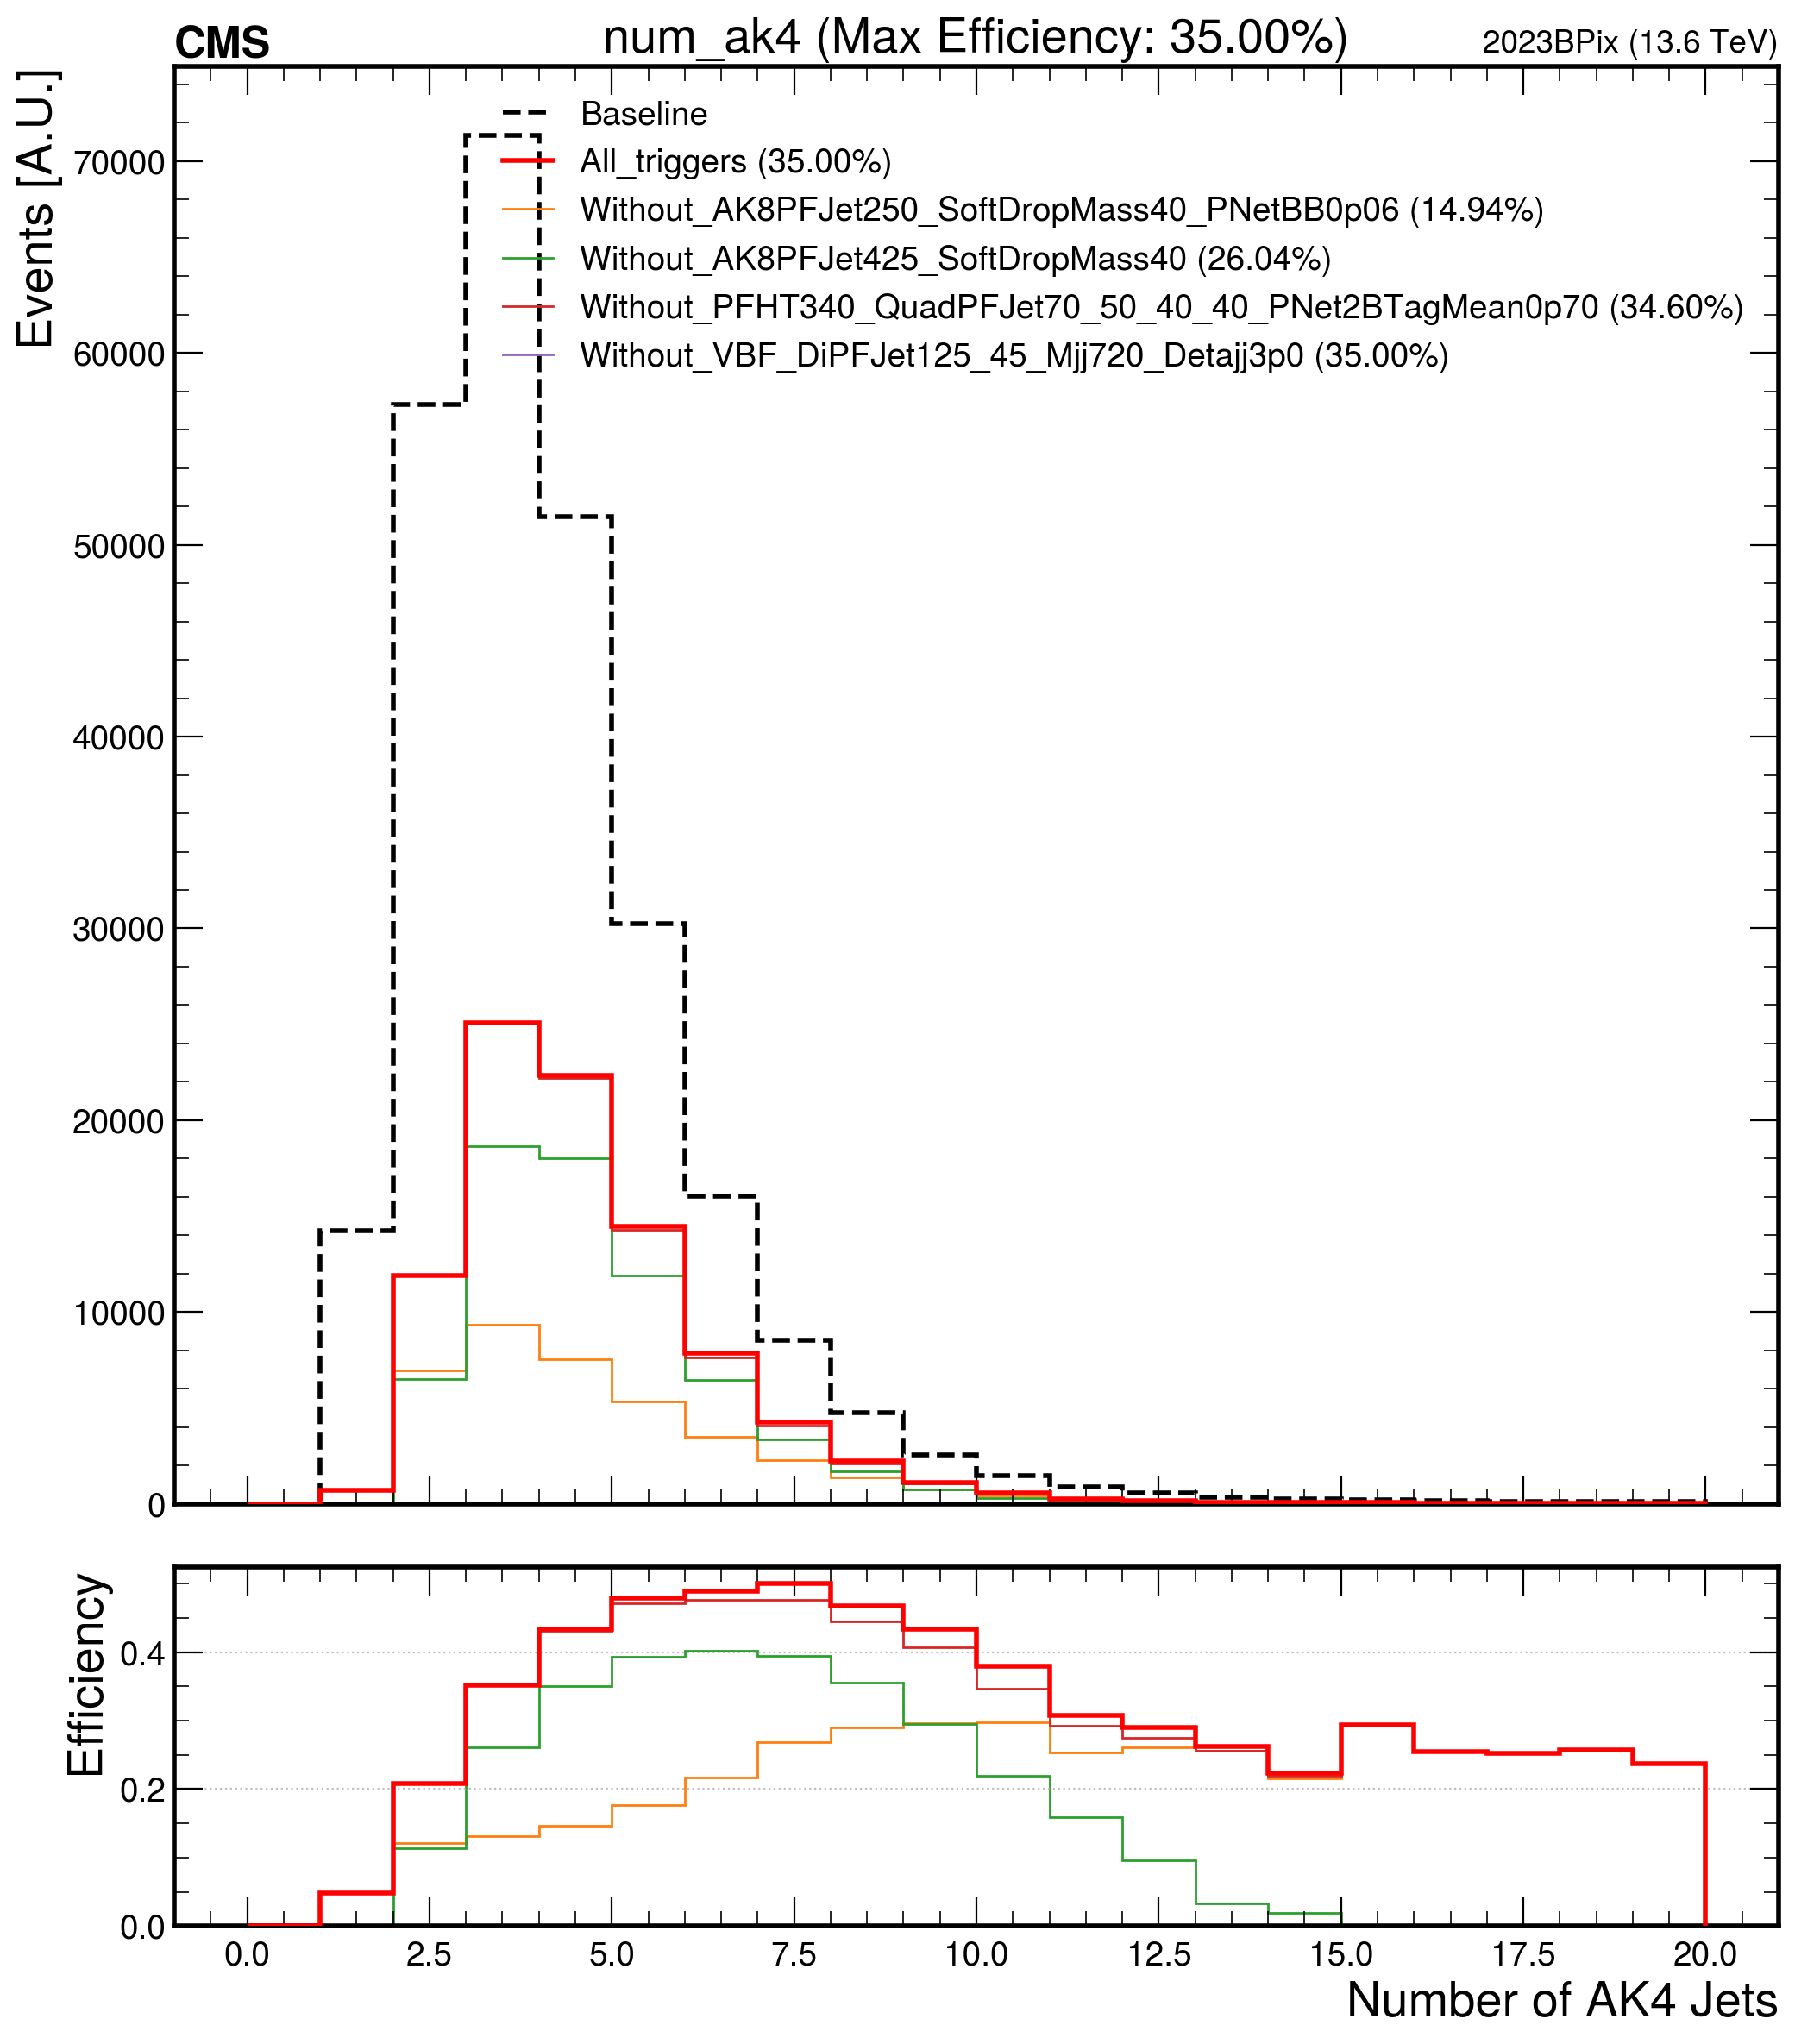 CMS num_ak4 (Max Efficiency: 35.00%) 2023BPix (13.6 TeV)
Events [A.U.]
Baseline
All_triggers (35.00%)
Without_AK8PFJet250_SoftDropMass40_PNetBB0p06 (14.94%)
Without_AK8PFJet425_SoftDropMass40 (26.04%)
Without_PFHT340_QuadPFJet70_50_40_40_PNet2BTagMean0p70 (34.60%)
Without_VBF_DiPFJet125_45_Mjj720_Detajj3p0 (35.00%)
70000
60000
50000
40000
30000
20000
10000
0
Efficiency
0.4
0.2
0.0
0.0 2.5 5.0 7.5 10.0 12.5 15.0 17.5 20.0
Number of AK4 Jets